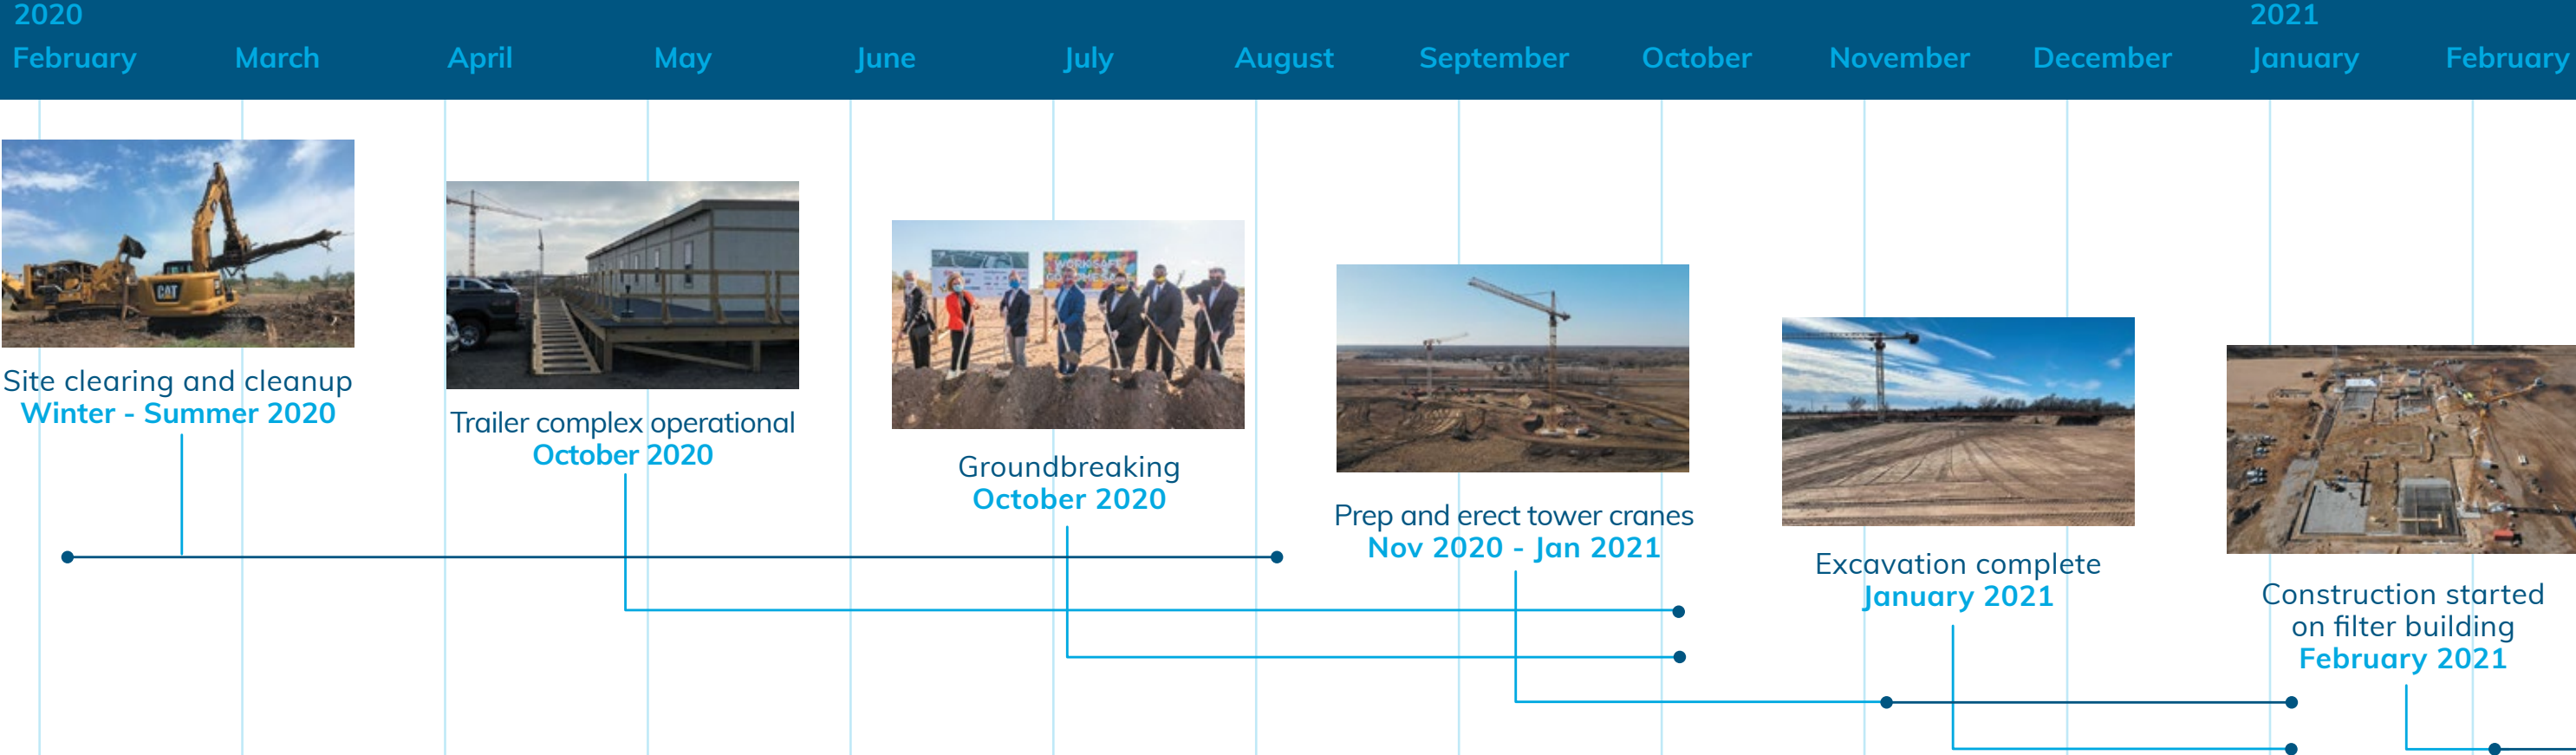 2020
2021
February
March
April
May
June
July
August
September
October
November
December
January
February
CAT
Site clearing and cleanup
Winter - Summer 2020
Trailer complex operational
October 2020
WORK SAFE
Groundbreaking
October 2020
Prep and erect tower cranes
Nov 2020 - Jan 2021
Excavation complete
January 2021
Construction started
on filter building
February 2021